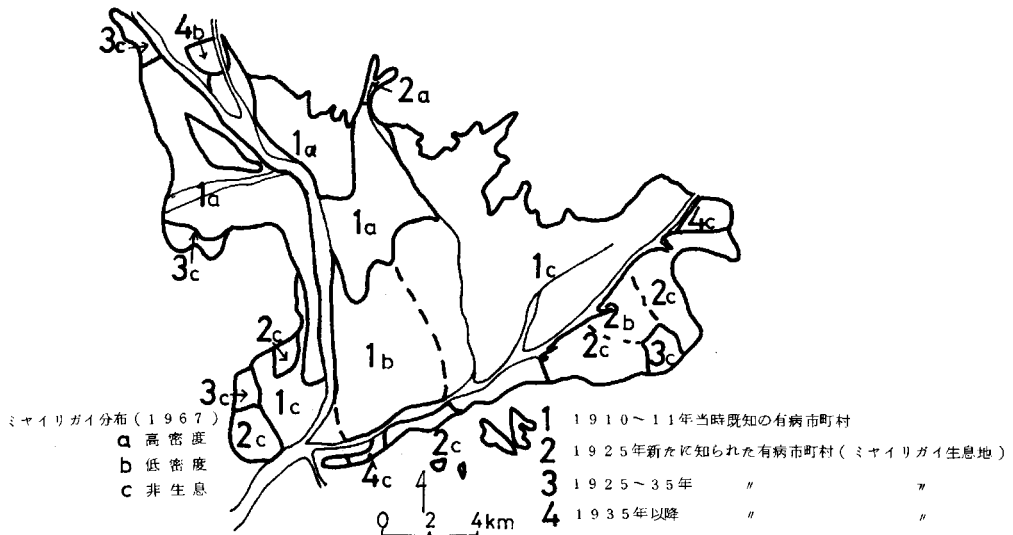 3c
4b
2a
1a
1a
1a
4c
3c
1c
2c
2b
2c
2c
3c
1b
3c
1c
2c
2c
4c
ミヤイリガイ分布(1967)
a 高密度
b 低密度
c 非生息
1 1910~11年当時既知の有病市町村
2 1925年新たに知られた有病市町村(ミヤイリガイ生息地)
3 1925~35年 〃 〃
4 1935年以降 〃 〃
0 2 4km